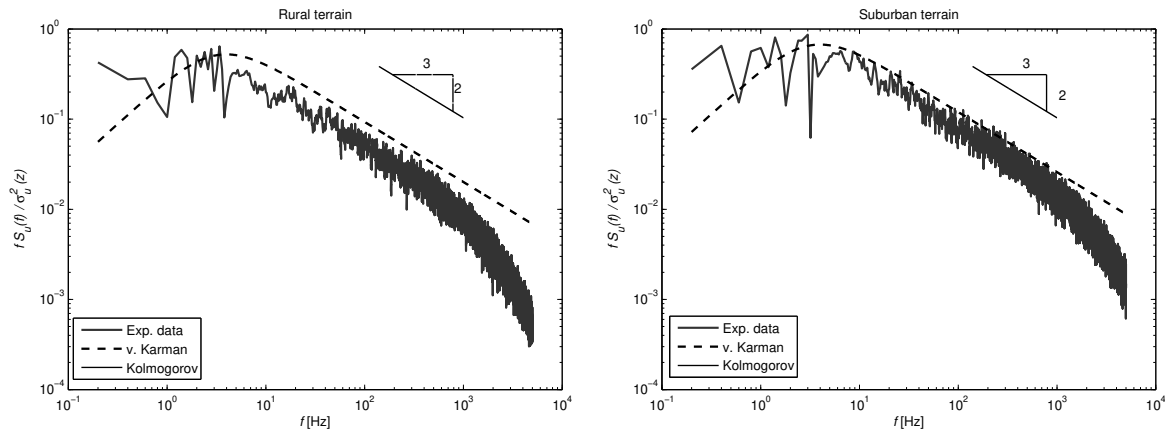 Rural terrain
10^0
10^-1
10^-2
10^-3
10^-4
f S_u(f) / σ_u^2(z)
3
2
Exp. data
v. Karman
Kolmogorov
10^-1 10^0 10^1 10^2 10^3 10^4
f [Hz]
Suburban terrain
10^0
10^-1
10^-2
10^-3
10^-4
f S_u(f) / σ_u^2(z)
3
2
Exp. data
v. Karman
Kolmogorov
10^-1 10^0 10^1 10^2 10^3 10^4
f [Hz]